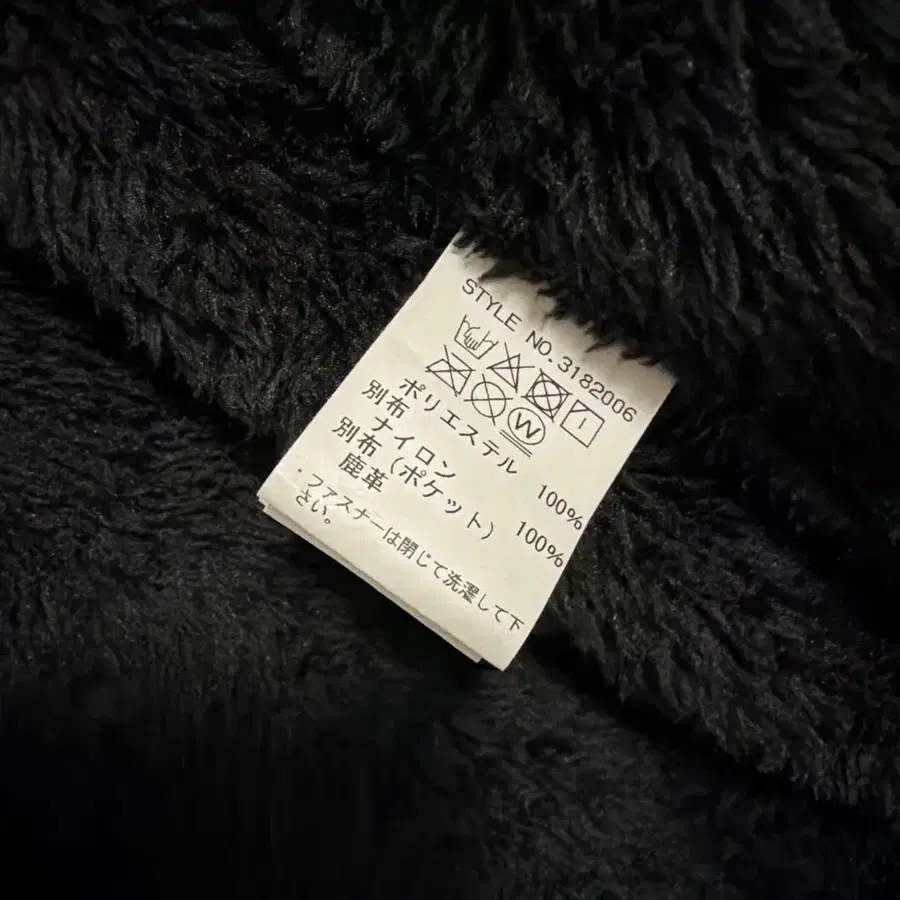 STYLE NO.3182006
W
ポリエステル 100%
別布
ナイロン 100%
別布(ポケット)
鹿革
・ファスナーは閉じて洗濯して下
さい。